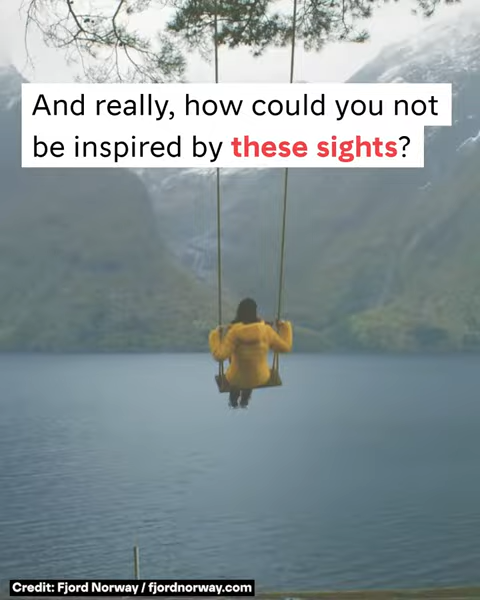 And really, how could you not
be inspired by these sights?
Credit: Fjord Norway / fjordnorway.com